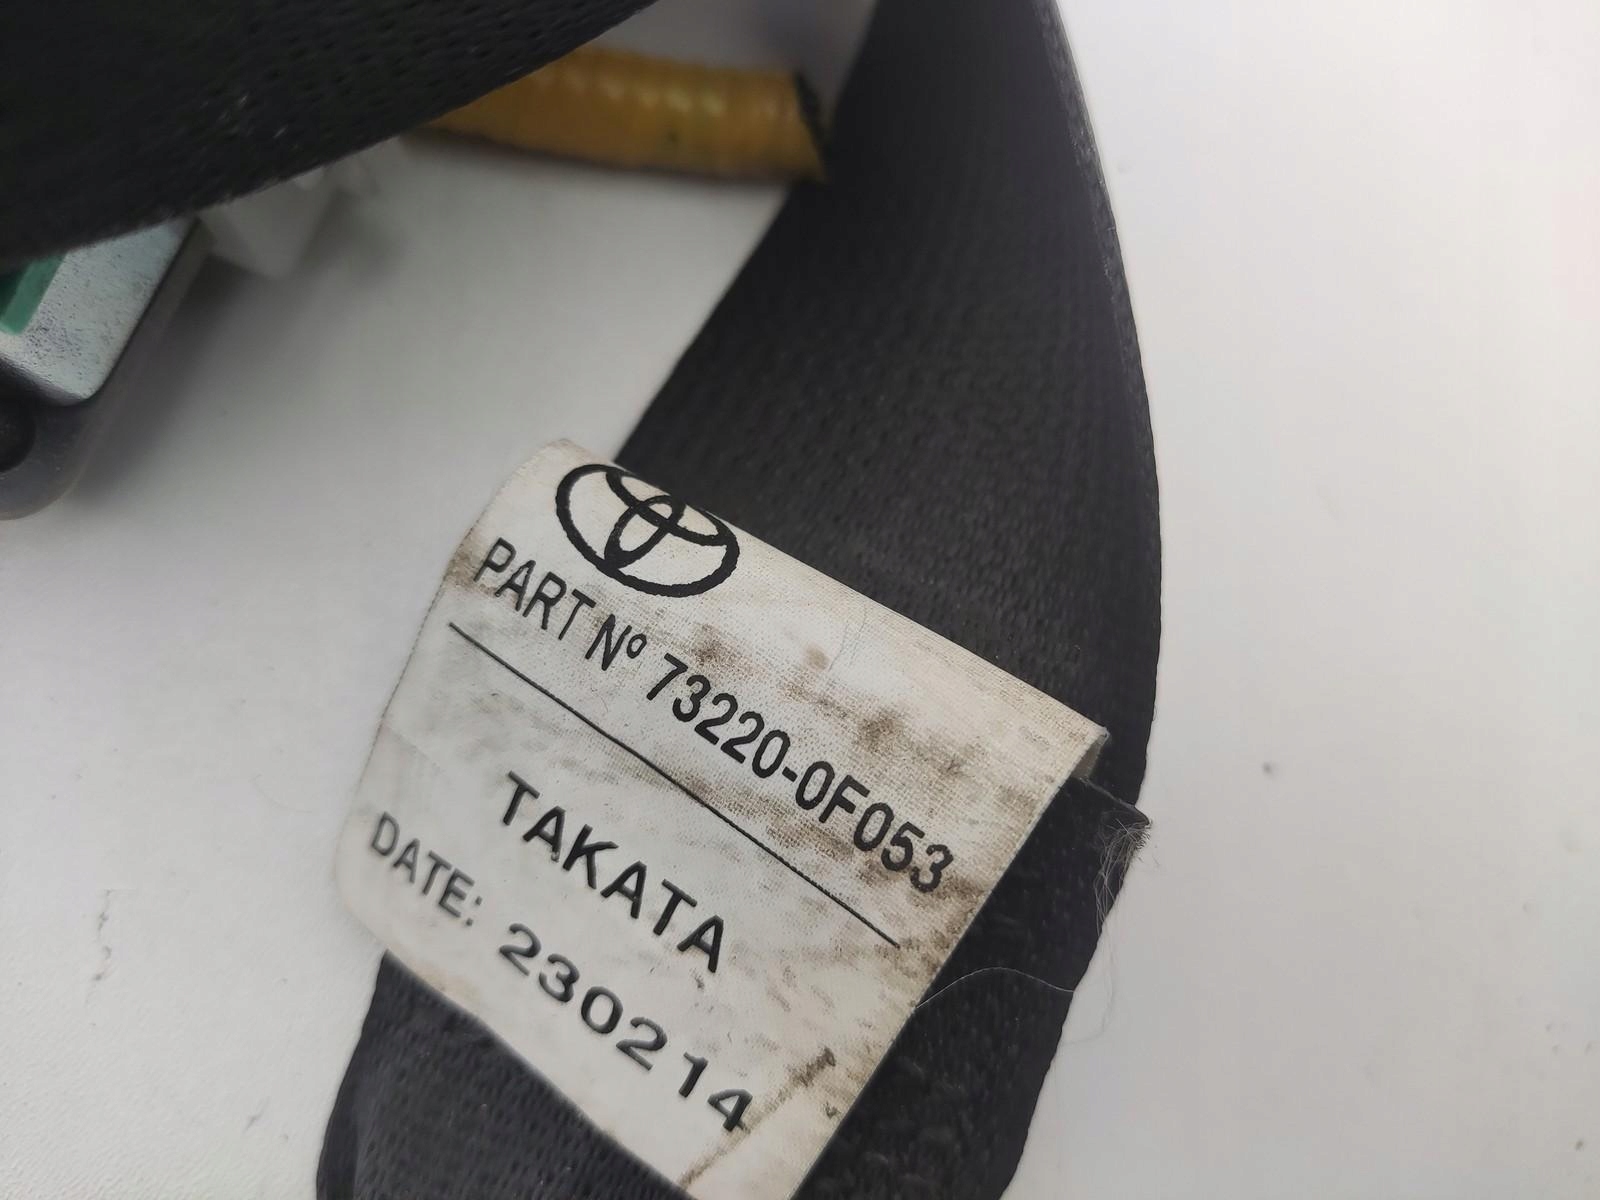 PART Nº 73220-0F053
TAKATA
DATE: 230214